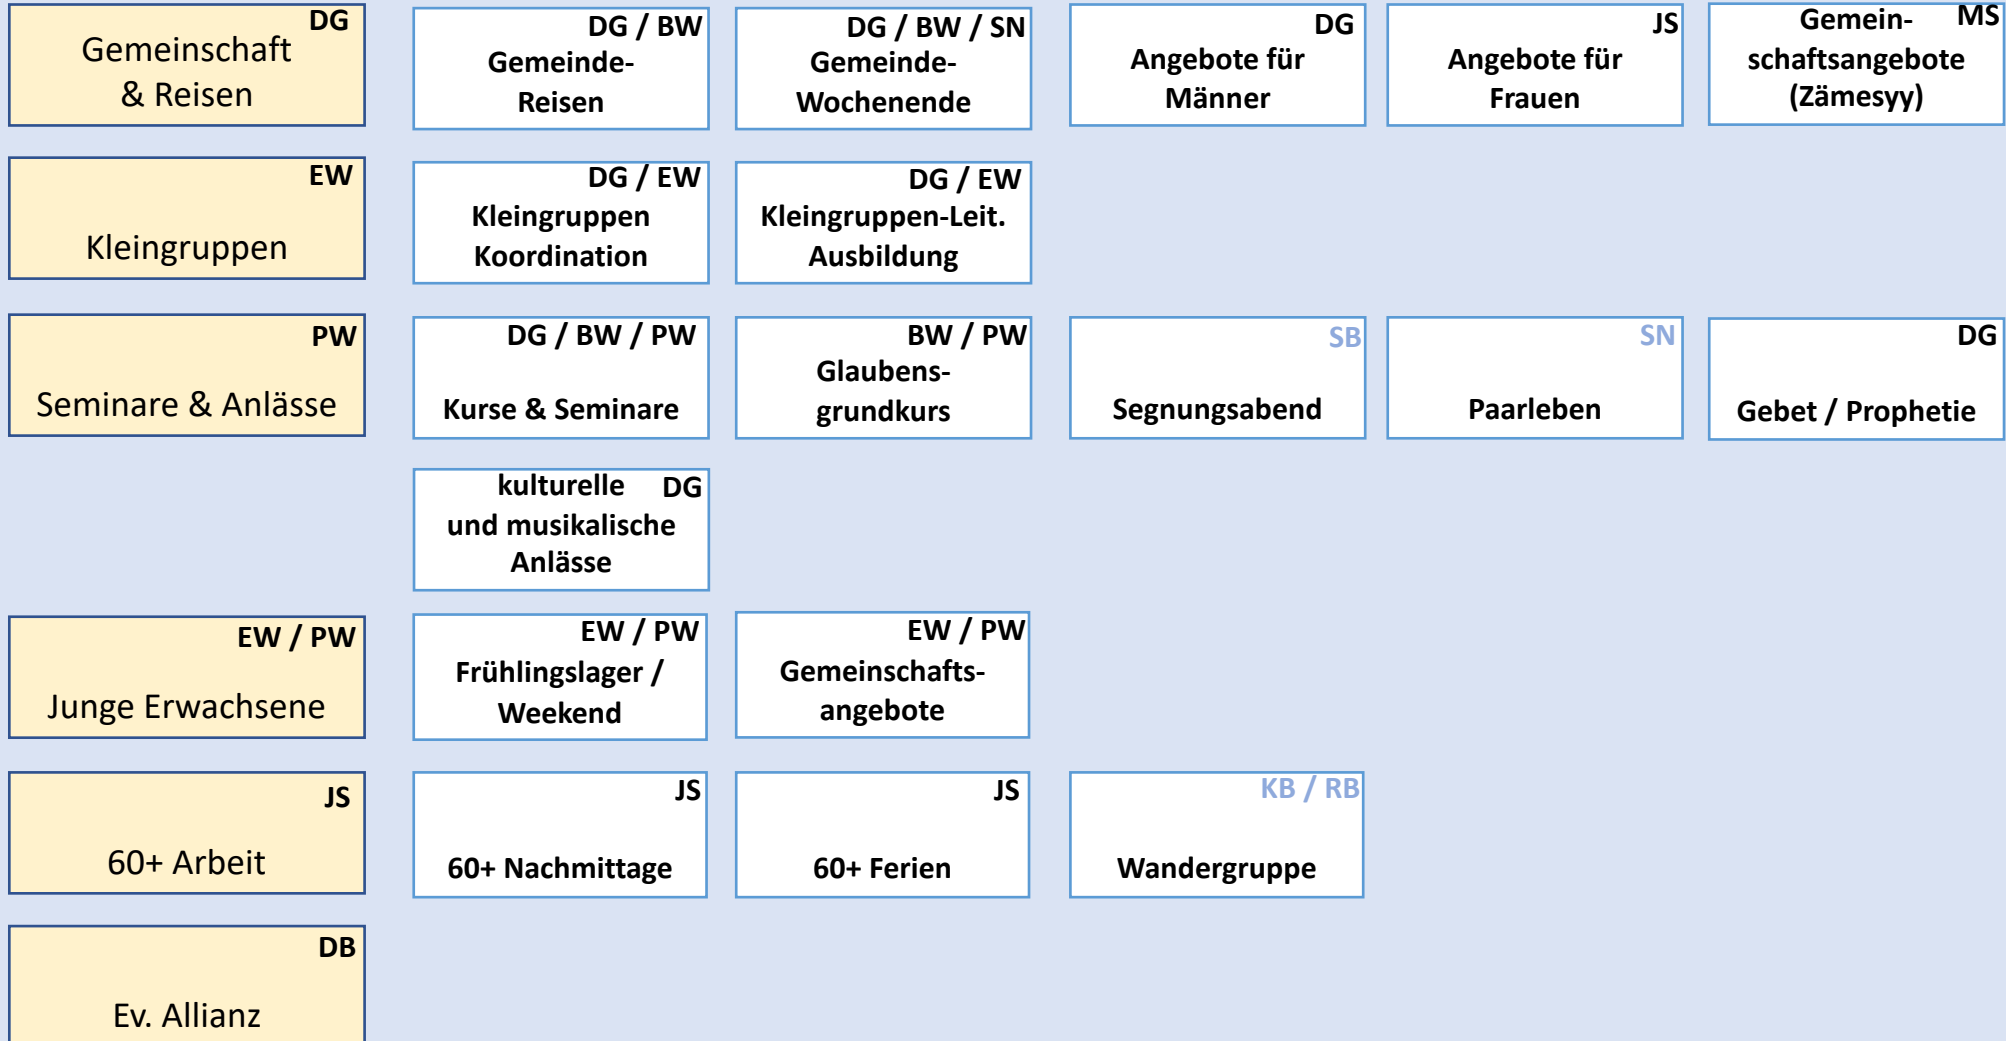 DG
Gemeinschaft
& Reisen
DG / BW
Gemeinde-
Reisen
DG / BW / SN
Gemeinde-
Wochenende
DG
Angebote für
Männer
JS
Angebote für
Frauen
MS
Gemein-
schaftsangebote
(Zämesyy)
EW
Kleingruppen
DG / EW
Kleingruppen
Koordination
DG / EW
Kleingruppen-Leit.
Ausbildung
PW
Seminare & Anlässe
DG / BW / PW
Kurse & Seminare
BW / PW
Glaubens-
grundkurs
SB
Segnungsabend
SN
Paarleben
DG
Gebet / Prophetie
kulturelle DG
und musikalische
Anlässe
EW / PW
Junge Erwachsene
EW / PW
Frühlingslager /
Weekend
EW / PW
Gemeinschafts-
angebote
JS
60+ Arbeit
JS
60+ Nachmittage
JS
60+ Ferien
KB / RB
Wandergruppe
DB
Ev. Allianz